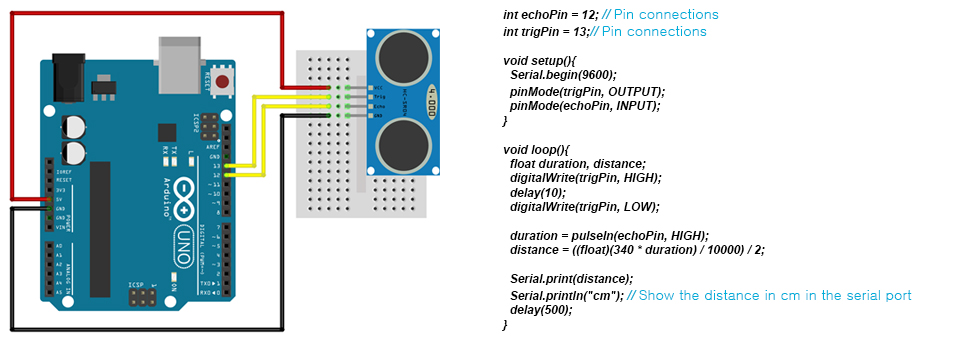 RESET
ICSP2
AREF
GND
13
12
~11
~10
~9
8
7
~6
~5
4
~3
2
TXD ▸ 1
RXD ◂ 0
DIGITAL (PWM~)
IOREF
RESET
3V3
5V
GND
GND
VIN
POWER
A0
A1
A2
A3
A4
A5
ANALOG IN
TX
RX
L
Arduino
UNO
ICSP
ON
Vcc
Trig
Echo
GND
HC-SR04
4.000
int echoPin = 12; // Pin connections
int trigPin = 13;// Pin connections
void setup(){
Serial.begin(9600);
pinMode(trigPin, OUTPUT);
pinMode(echoPin, INPUT);
}
void loop(){
float duration, distance;
digitalWrite(trigPin, HIGH);
delay(10);
digitalWrite(trigPin, LOW);
duration = pulseIn(echoPin, HIGH);
distance = ((float)(340 * duration) / 10000) / 2;
Serial.print(distance);
Serial.println("cm"); // Show the distance in cm in the serial port
delay(500);
}